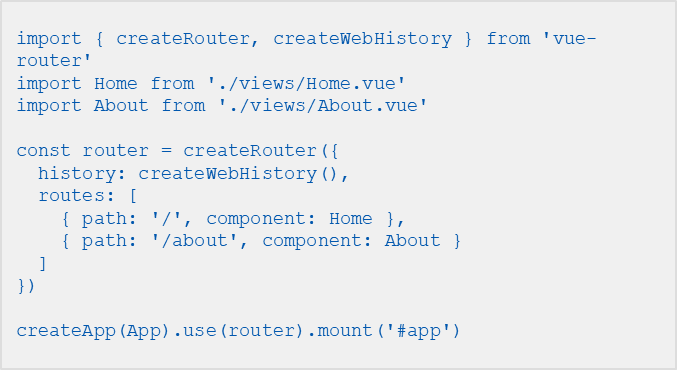 import { createRouter, createWebHistory } from 'vue-
router'
import Home from './views/Home.vue'
import About from './views/About.vue'

const router = createRouter({
  history: createWebHistory(),
  routes: [
    { path: '/', component: Home },
    { path: '/about', component: About }
  ]
})

createApp(App).use(router).mount('#app')